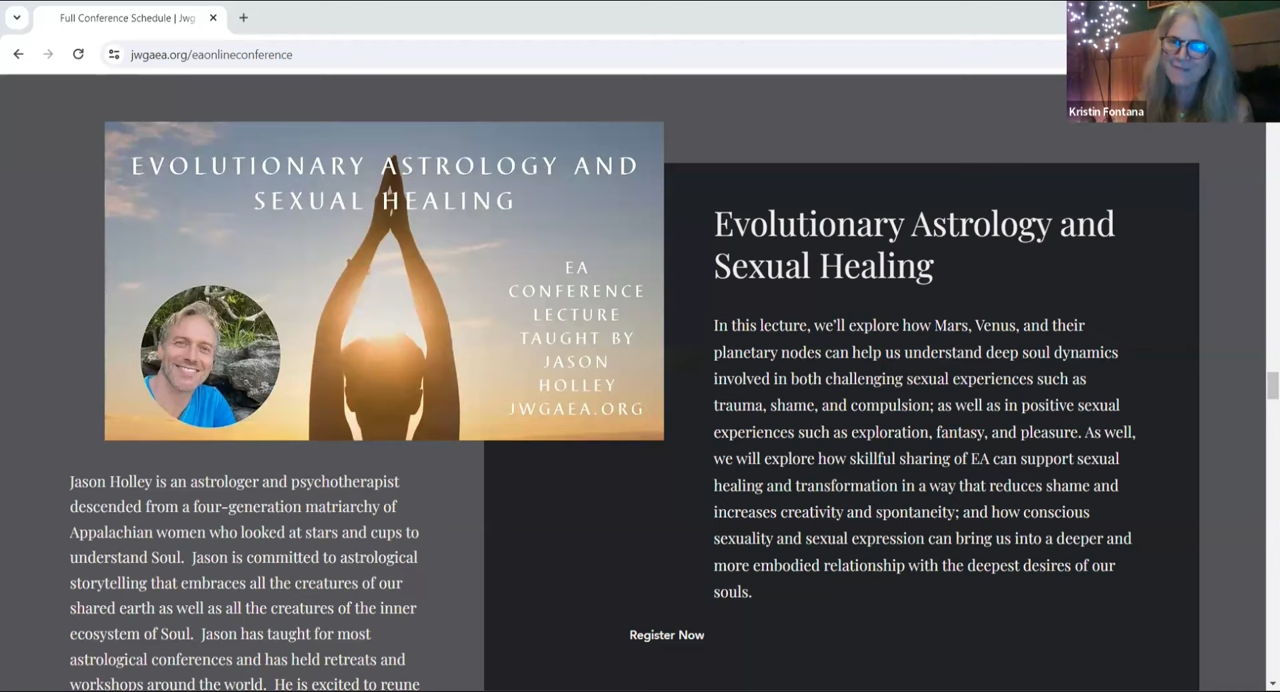 Full Conference Schedule | Jwg
jwgaea.org/eaonlineconference
Kristin Fontana
EVOLUTIONARY ASTROLOGY AND
SEXUAL HEALING
EA
CONFERENCE
LECTURE
TAUGHT BY
JASON
HOLLEY
JWGAEA.ORG
Evolutionary Astrology and
Sexual Healing
In this lecture, we'll explore how Mars, Venus, and their
planetary nodes can help us understand deep soul dynamics
involved in both challenging sexual experiences such as
trauma, shame, and compulsion; as well as in positive sexual
experiences such as exploration, fantasy, and pleasure. As well,
we will explore how skillful sharing of EA can support sexual
healing and transformation in a way that reduces shame and
increases creativity and spontaneity; and how conscious
sexuality and sexual expression can bring us into a deeper and
more embodied relationship with the deepest desires of our
souls.
Jason Holley is an astrologer and psychotherapist
descended from a four-generation matriarchy of
Appalachian women who looked at stars and cups to
understand Soul. Jason is committed to astrological
storytelling that embraces all the creatures of our
shared earth as well as all the creatures of the inner
ecosystem of Soul. Jason has taught for most
astrological conferences and has held retreats and
workshops around the world. He is excited to reune
Register Now